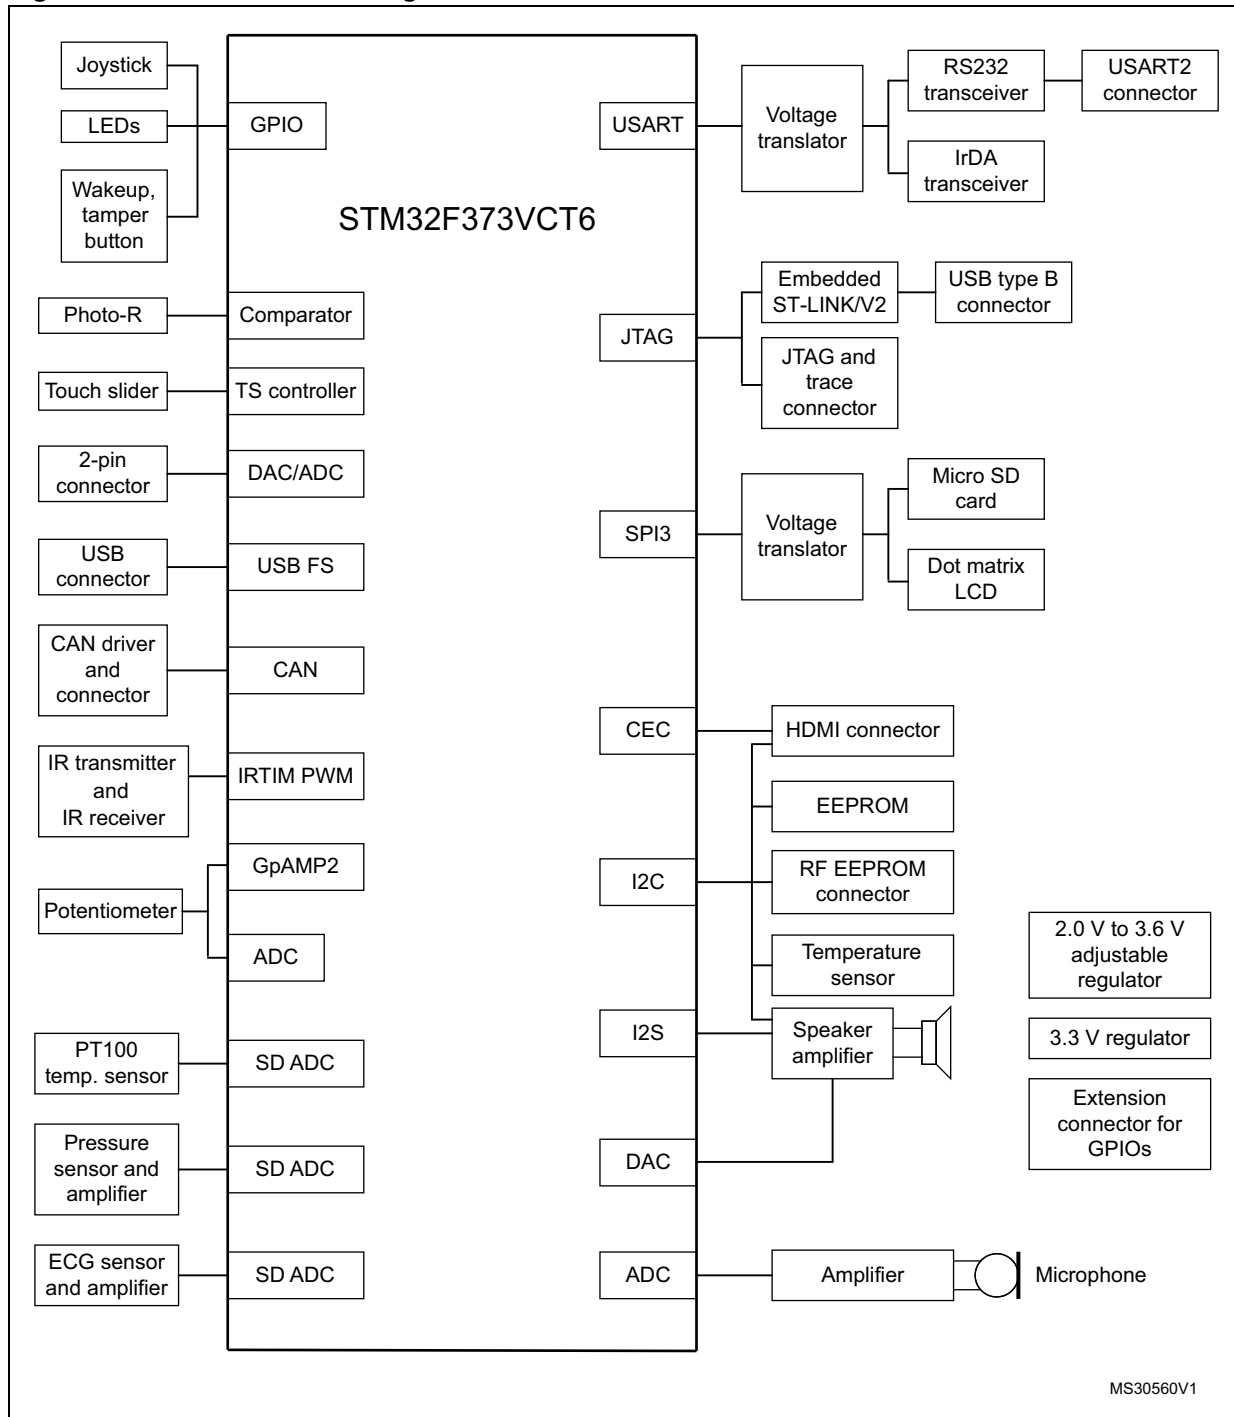 Joystick
LEDs
Wakeup,
tamper
button
GPIO
STM32F373VCT6
USART
Voltage
translator
RS232
transceiver
USART2
connector
IrDA
transceiver
Photo-R
Comparator
Touch slider
TS controller
2-pin
connector
DAC/ADC
USB
connector
USB FS
CAN driver
and
connector
CAN
IR transmitter
and
IR receiver
IRTIM PWM
Potentiometer
GpAMP2
ADC
PT100
temp. sensor
SD ADC
Pressure
sensor and
amplifier
SD ADC
ECG sensor
and amplifier
SD ADC
JTAG
Embedded
ST-LINK/V2
USB type B
connector
JTAG and
trace
connector
SPI3
Voltage
translator
Micro SD
card
Dot matrix
LCD
CEC
HDMI connector
EEPROM
I2C
RF EEPROM
connector
Temperature
sensor
I2S
Speaker
amplifier
DAC
ADC
Amplifier
Microphone
2.0 V to 3.6 V
adjustable
regulator
3.3 V regulator
Extension
connector for
GPIOs
MS30560V1